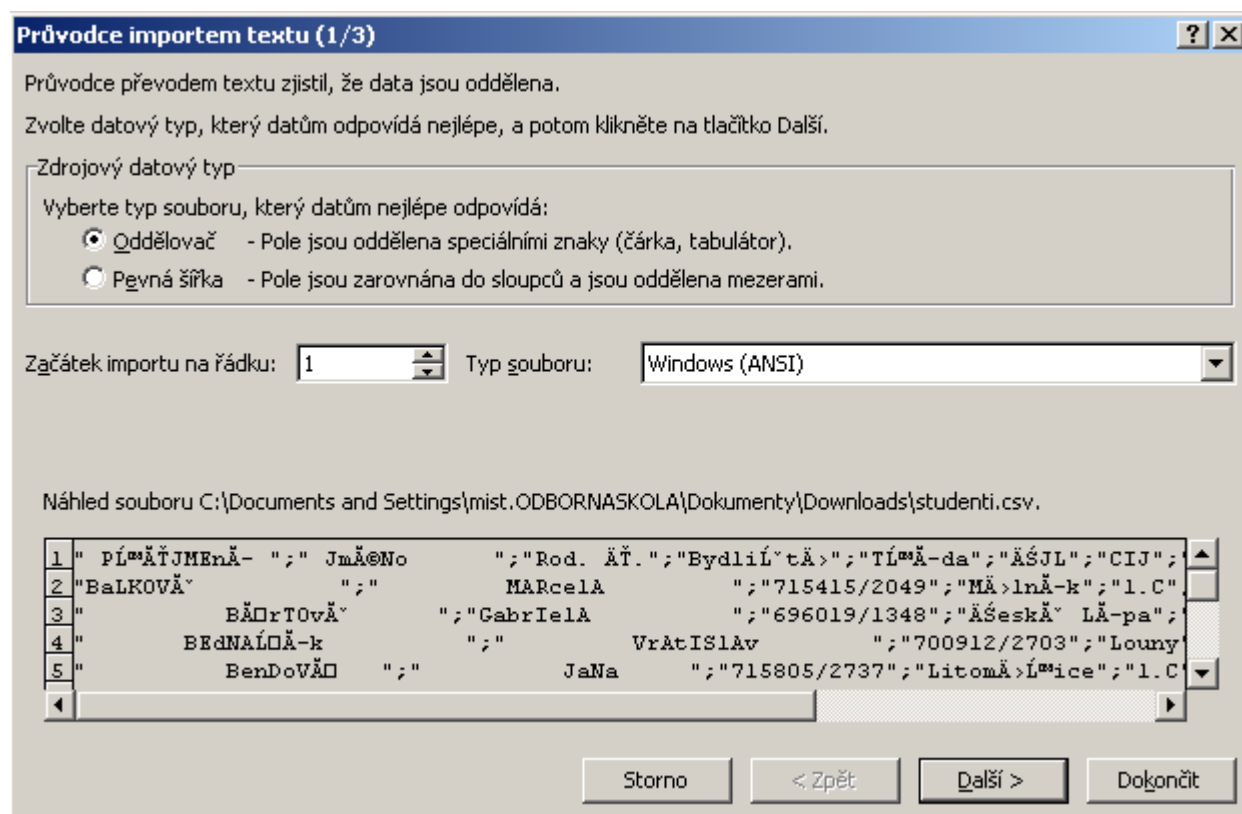 Průvodce importem textu (1/3)
Průvodce převodem textu zjistil, že data jsou oddělena.
Zvolte datový typ, který datům odpovídá nejlépe, a potom klikněte na tlačítko Další.
Zdrojový datový typ
Vyberte typ souboru, který datům nejlépe odpovídá:
Oddělovač - Pole jsou oddělena speciálními znaky (čárka, tabulátor).
Pevná šířka - Pole jsou zarovnána do sloupců a jsou oddělena mezerami.
Začátek importu na řádku: 1 Typ souboru: Windows (ANSI)
Náhled souboru C:\Documents and Settings\mist.ODBORNASKOLA\Dokumenty\Downloads\studenti.csv.
1 " PĹ™ĂŤJMEnĂ- ";" JmĂ©No ";"Rod. ÄŤ.";"BydliĹˇtÄ›";"TĹ™Ă-da";"ÄŚJL";"CIJ";"
2 "BaLKOVĂˇ ";" MARcelA ";"715415/2049";"MÄ›lnĂ-k";"1.C"
3 " BĂ□rTOvĂˇ ";"GabrIelA ";"696019/1348";"ÄŚeskĂˇ LĂ-pa";"
4 " BEdNAĹ□Ă-k ";" VrAtISlAv ";"700912/2703";"Louny"
5 " BenDoVĂ□ ";" JaNa ";"715805/2737";"LitomÄ›Ĺ™ice";"1.C"
Storno < Zpět Další > Dokončit